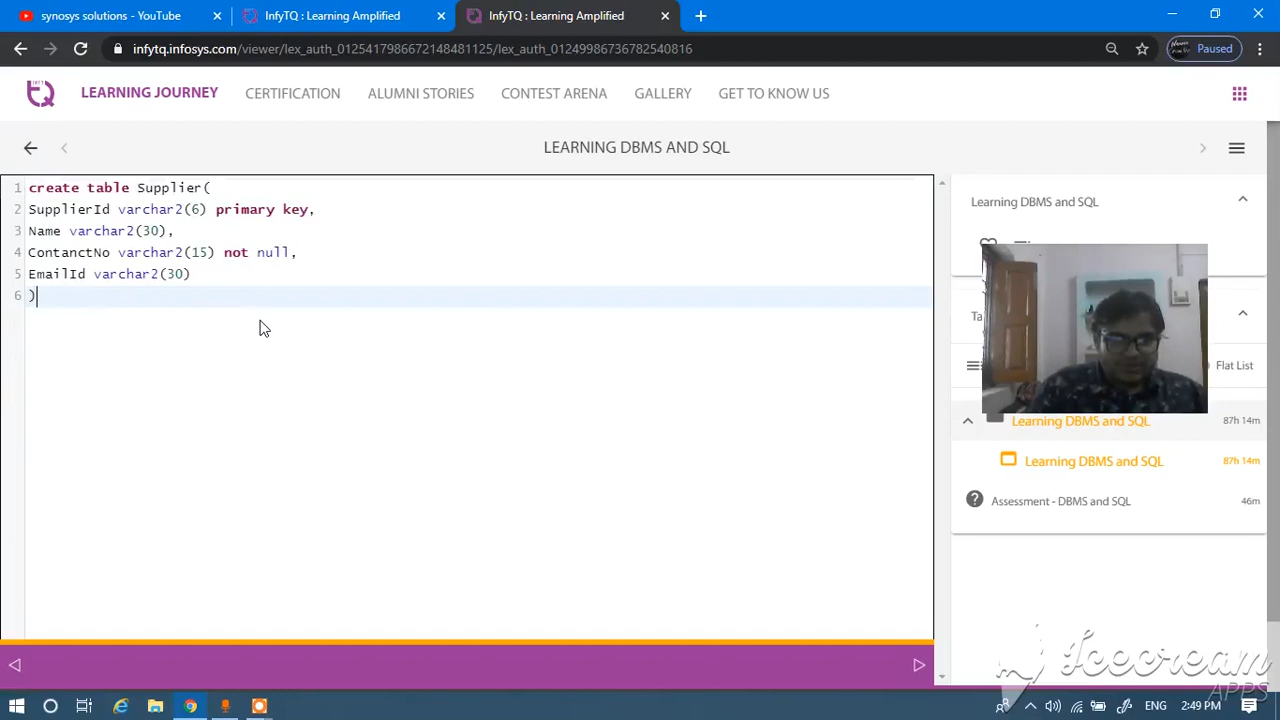 synosys solutions - YouTube
InfyTQ : Learning Amplified
InfyTQ : Learning Amplified
infytq.infosys.com/viewer/lex_auth_012541798667214848​1125/lex_auth_01249986736782540816
Paused
LEARNING JOURNEY
CERTIFICATION
ALUMNI STORIES
CONTEST ARENA
GALLERY
GET TO KNOW US
LEARNING DBMS AND SQL
1 create table Supplier(
2 SupplierId varchar2(6) primary key,
3 Name varchar2(30),
4 ContanctNo varchar2(15) not null,
5 EmailId varchar2(30)
6 )
Learning DBMS and SQL
Ta
Flat List
Learning DBMS and SQL 87h 14m
Learning DBMS and SQL 87h 14m
Assessment - DBMS and SQL 46m
Icecream
APPS
ENG
2:49 PM